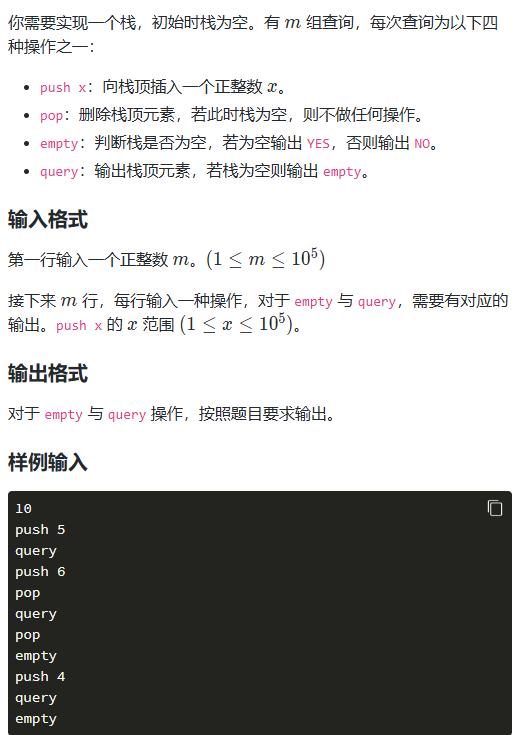 你需要实现一个栈，初始时栈为空。有 m 组查询，每次查询为以下四
种操作之一：
• push x：向栈顶插入一个正整数 x。
• pop：删除栈顶元素，若此时栈为空，则不做任何操作。
• empty：判断栈是否为空，若为空输出 YES，否则输出 NO。
• query：输出栈顶元素，若栈为空则输出 empty。
输入格式
第一行输入一个正整数 m。(1 ≤ m ≤ 10^5)
接下来 m 行，每行输入一种操作，对于 empty 与 query，需要有对应的
输出。push x 的 x 范围 (1 ≤ x ≤ 10^5)。
输出格式
对于 empty 与 query 操作，按照题目要求输出。
样例输入
10
push 5
query
push 6
pop
query
pop
empty
push 4
query
empty